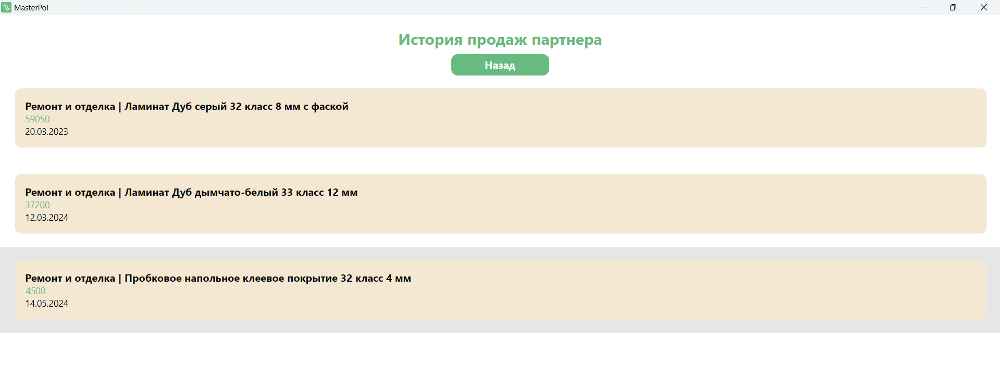 MasterPol
История продаж партнера
Назад
Ремонт и отделка | Ламинат Дуб серый 32 класс 8 мм с фаской
59050
20.03.2023
Ремонт и отделка | Ламинат Дуб дымчато-белый 33 класс 12 мм
37200
12.03.2024
Ремонт и отделка | Пробковое напольное клеевое покрытие 32 класс 4 мм
4500
14.05.2024